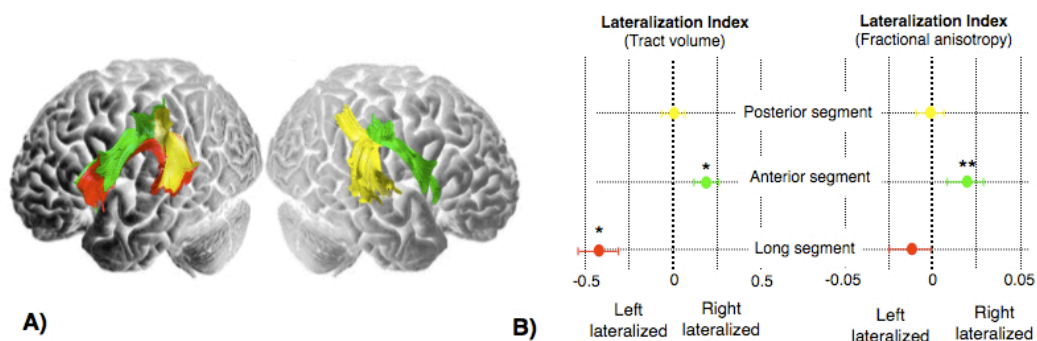 A)
B)
Lateralization Index
(Tract volume)
Lateralization Index
(Fractional anisotropy)
Posterior segment
*
**
Anterior segment
*
Long segment
-0.5 0 0.5 -0.05 0 0.05
Left
lateralized
Right
lateralized
Left
lateralized
Right
lateralized